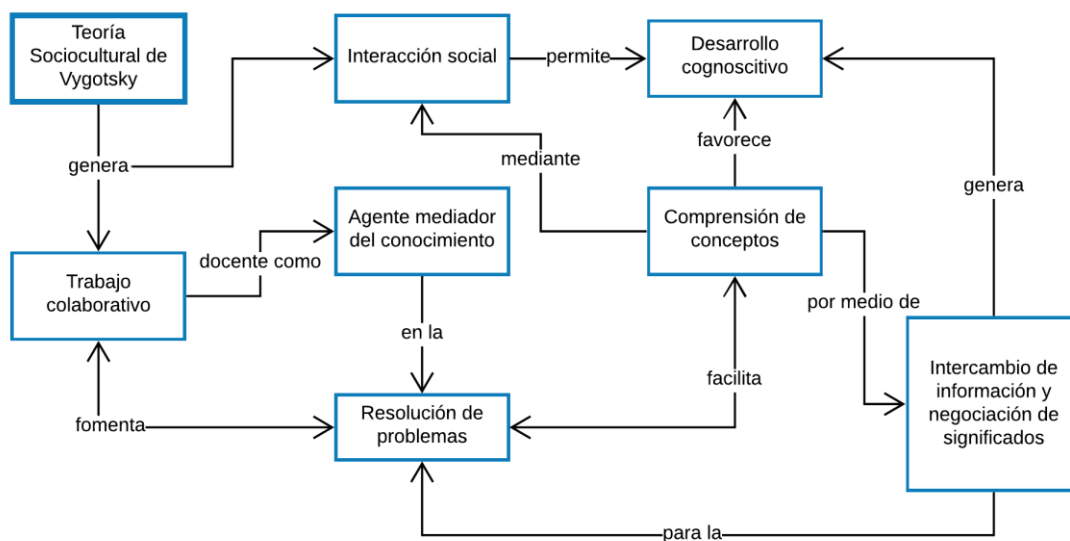 Teoría
Sociocultural de
Vygotsky
Interacción social
permite
Desarrollo
cognoscitivo
genera
mediante
favorece
genera
Agente mediador
del conocimiento
Comprensión de
conceptos
docente como
Trabajo
colaborativo
en la
por medio de
facilita
Intercambio de
información y
negociación de
significados
fomenta
Resolución de
problemas
para la